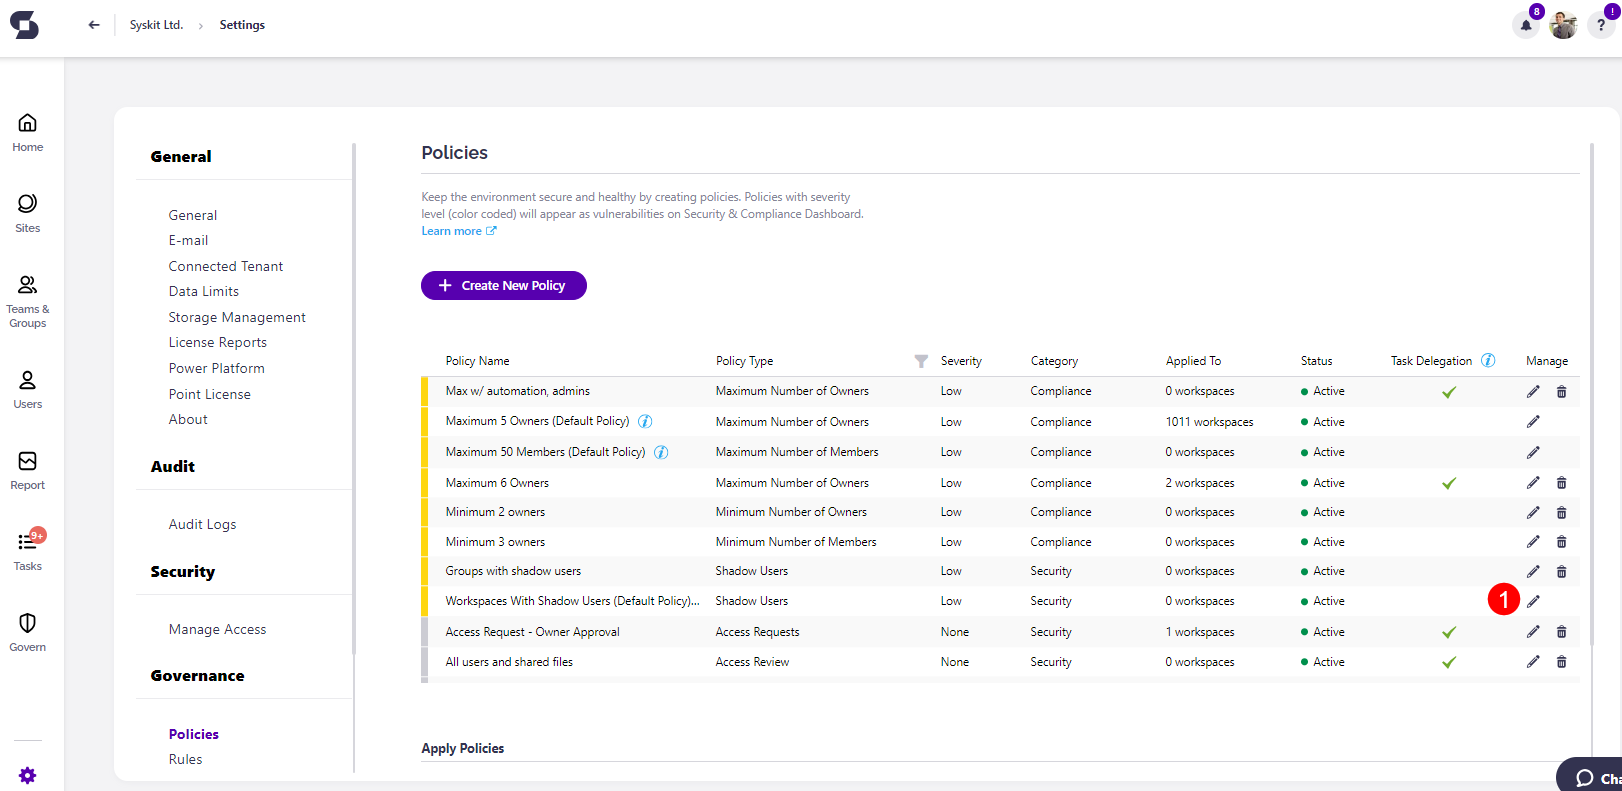 Syskit Ltd. > Settings
8
!
?
Home
Sites
Teams &
Groups
Users
Report
9+
Tasks
Govern
General
General
E-mail
Connected Tenant
Data Limits
Storage Management
License Reports
Power Platform
Point License
About
Audit
Audit Logs
Security
Manage Access
Governance
Policies
Rules
Policies
Keep the environment secure and healthy by creating policies. Policies with severity
level (color coded) will appear as vulnerabilities on Security & Compliance Dashboard.
Learn more
+ Create New Policy
Policy Name Policy Type Severity Category Applied To Status Task Delegation i Manage
Max w/ automation, admins Maximum Number of Owners Low Compliance 0 workspaces Active
Maximum 5 Owners (Default Policy) i Maximum Number of Owners Low Compliance 1011 workspaces Active
Maximum 50 Members (Default Policy) i Maximum Number of Members Low Compliance 0 workspaces Active
Maximum 6 Owners Maximum Number of Owners Low Compliance 2 workspaces Active
Minimum 2 owners Minimum Number of Owners Low Compliance 0 workspaces Active
Minimum 3 owners Minimum Number of Members Low Compliance 0 workspaces Active
Groups with shadow users Shadow Users Low Security 0 workspaces Active
Workspaces With Shadow Users (Default Policy)... Shadow Users Low Security 0 workspaces Active 1
Access Request - Owner Approval Access Requests None Security 1 workspaces Active
All users and shared files Access Review None Security 0 workspaces Active
Apply Policies
Cha